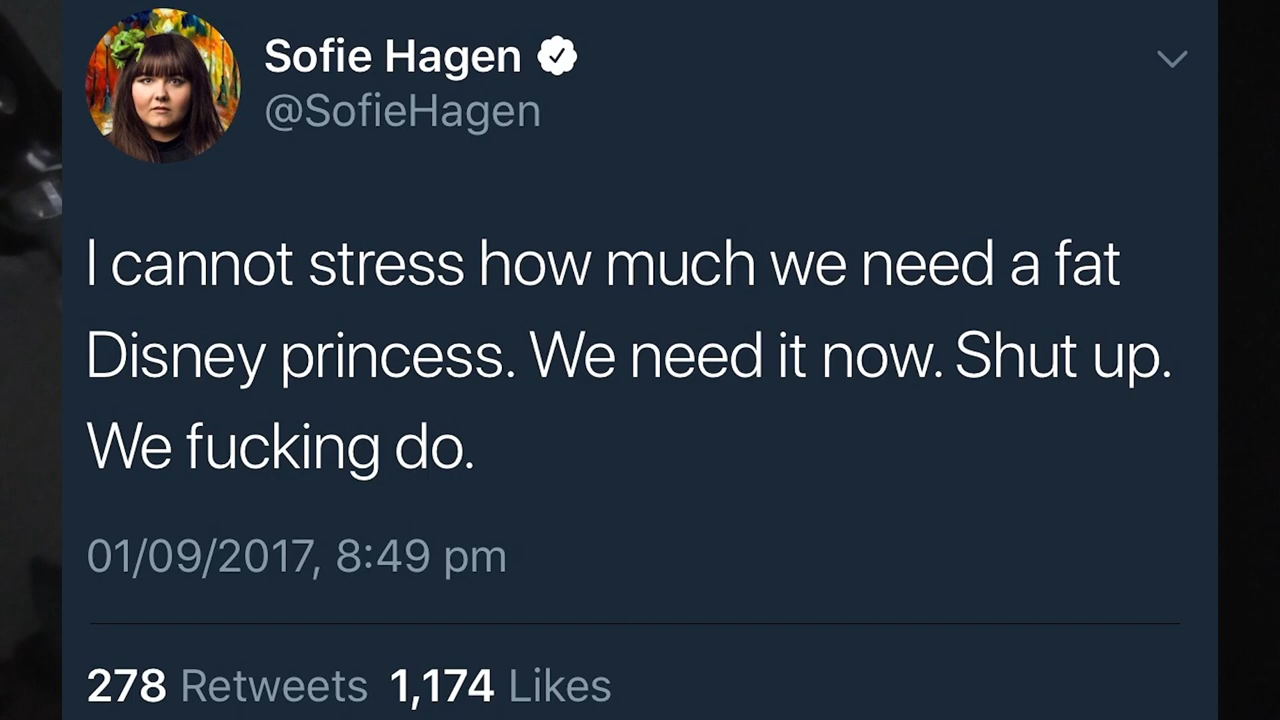 Sofie Hagen
@SofieHagen
I cannot stress how much we need a fat
Disney princess. We need it now. Shut up.
We fucking do.
01/09/2017, 8:49 pm
278 Retweets 1,174 Likes